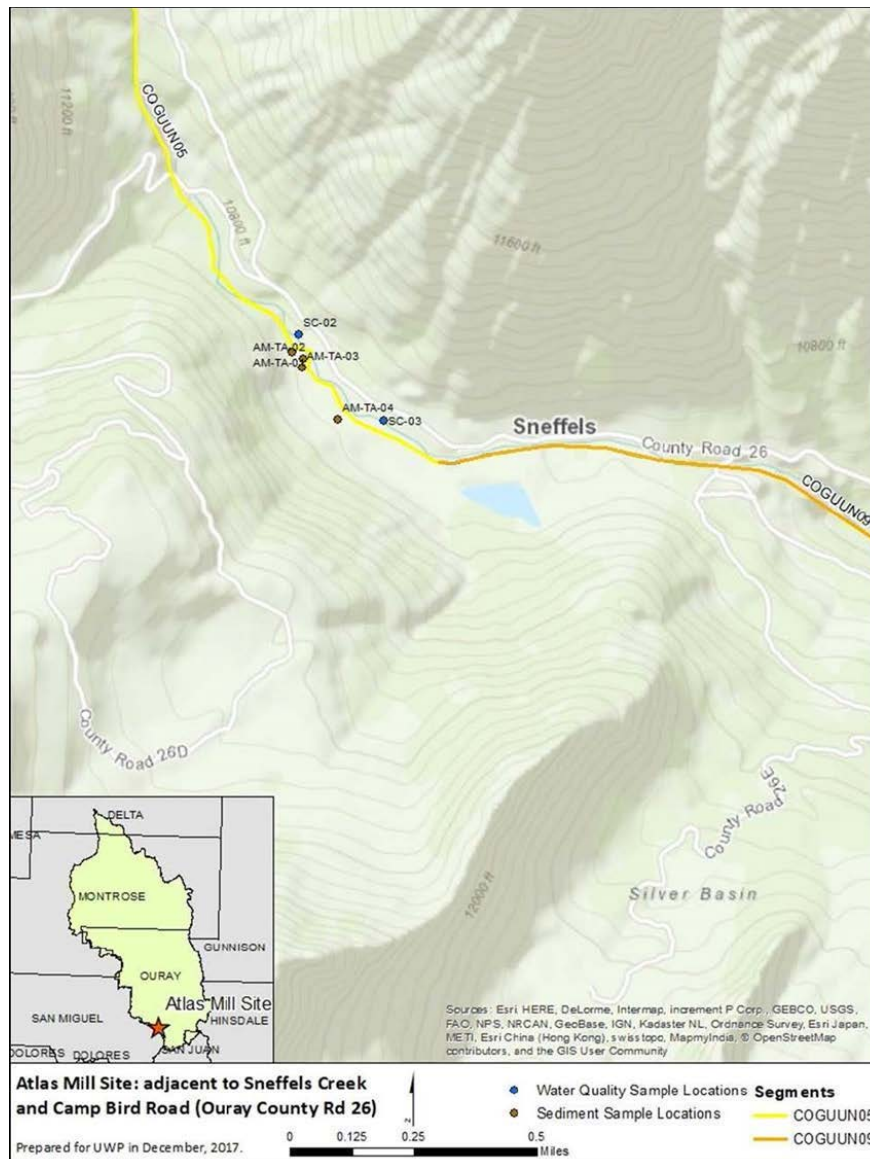 COGUUN05
11200 ft
10800 ft
11600 ft
SC-02
AM-TA-02
AM-TA-03
10800 ft
AM-TA-04
SC-03
Sneffels
County Road 26
COGUUN09
County Road 26D
County Road 26E
12000 ft
Silver Basin
DELTA
MESA
MONTROSE
GUNNISON
OURAY
Atlas Mill Site
SAN MIGUEL
HINSDALE
DOLORES
DOLORES
SAN JUAN
Sources: Esri, HERE, DeLorme, Intermap, increment P Corp., GEBCO, USGS,
FAO, NPS, NRCAN, GeoBase, IGN, Kadaster NL, Ordnance Survey, Esri Japan,
METI, Esri China (Hong Kong), swisstopo, MapmyIndia, © OpenStreetMap
contributors, and the GIS User Community
Atlas Mill Site: adjacent to Sneffels Creek
and Camp Bird Road (Ouray County Rd 26)
Prepared for UWP in December, 2017.
Z
0 0.125 0.25 0.5
Miles
Water Quality Sample Locations
Sediment Sample Locations
Segments
COGUUN05
COGUUN09